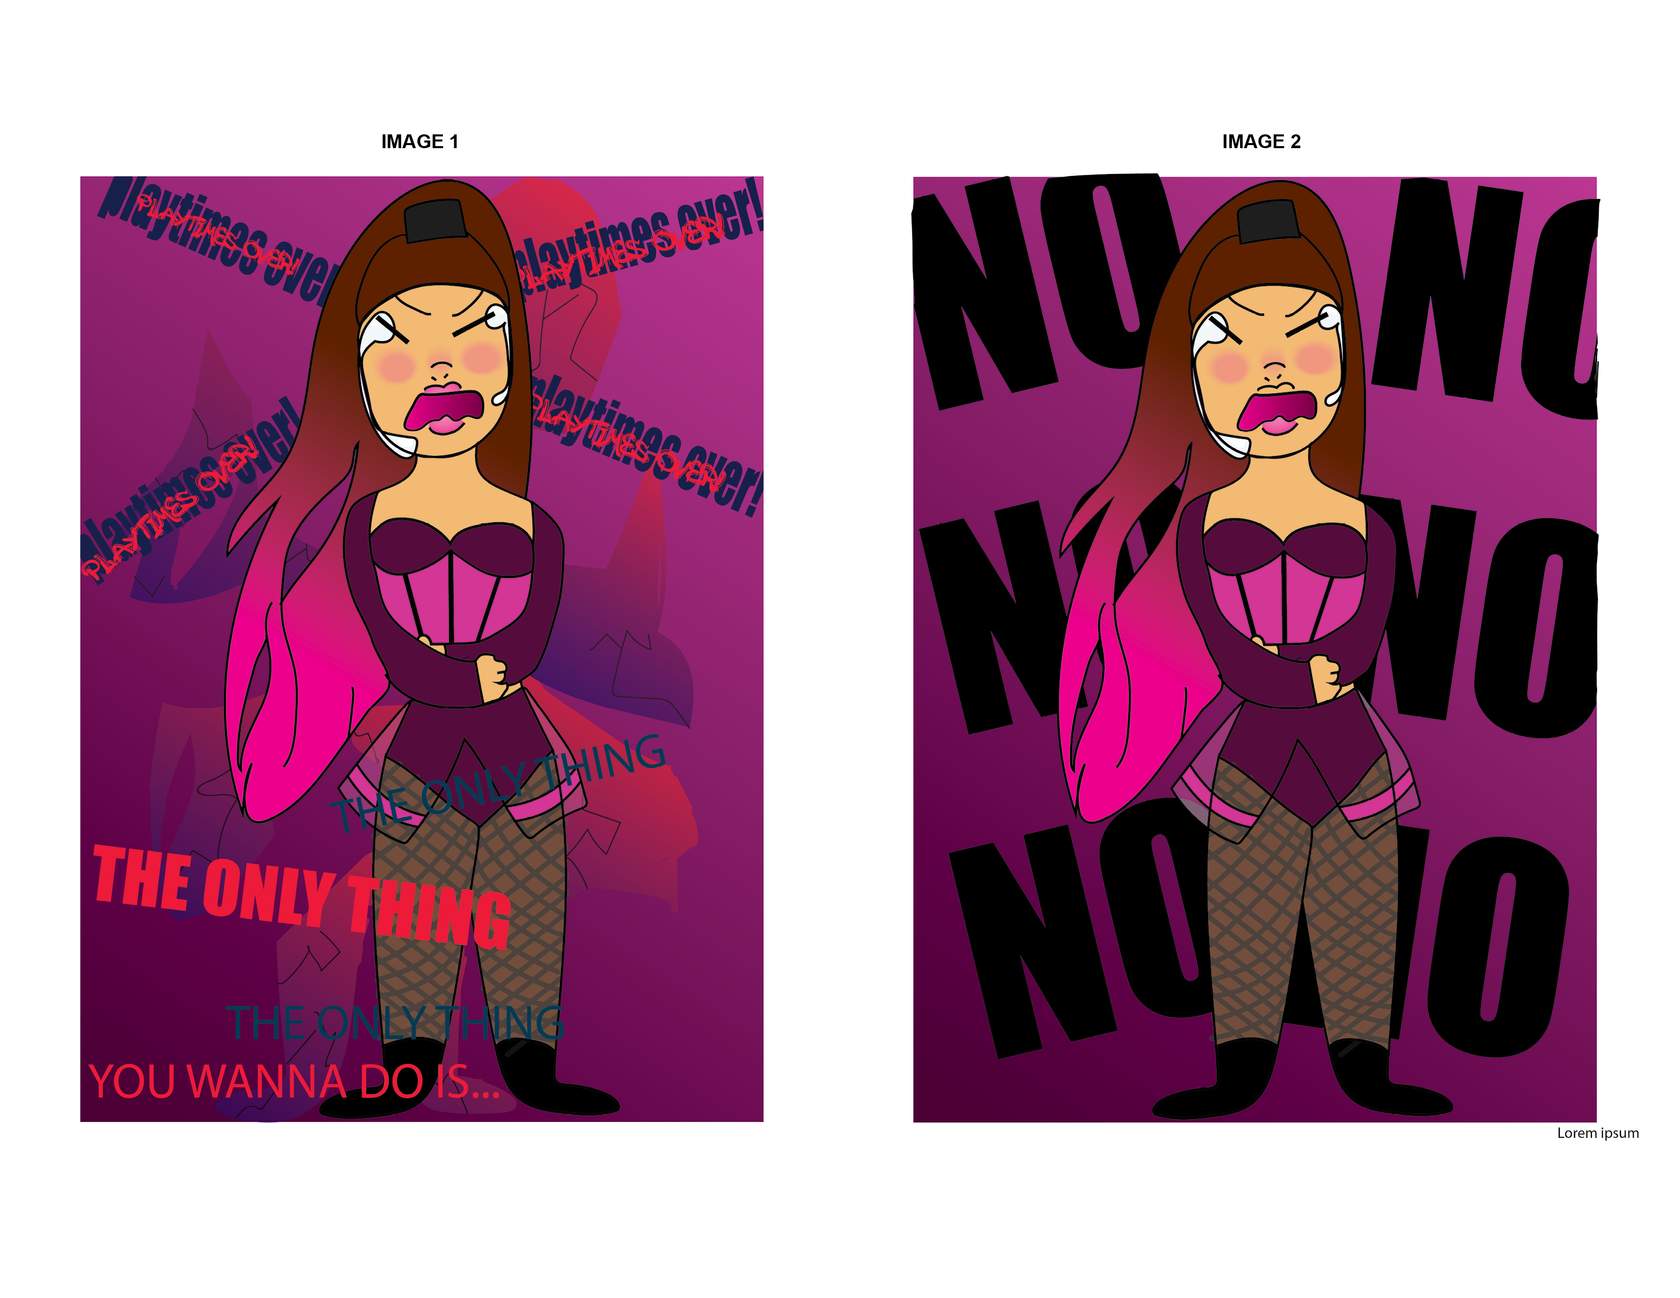 IMAGE 1
IMAGE 2
playtimes over
PLAYTIMES OVER!
playtimes over!
PLAYTIMES OVER!
playtimes over!
PLAYTIMES OVER!
playtimes over!
PLAYTIMES OVER!
THE ONLY THING
THE ONLY THING
THE ONLY THING
YOU WANNA DO IS...
NO NO
NO NO
NO NO
Lorem ipsum